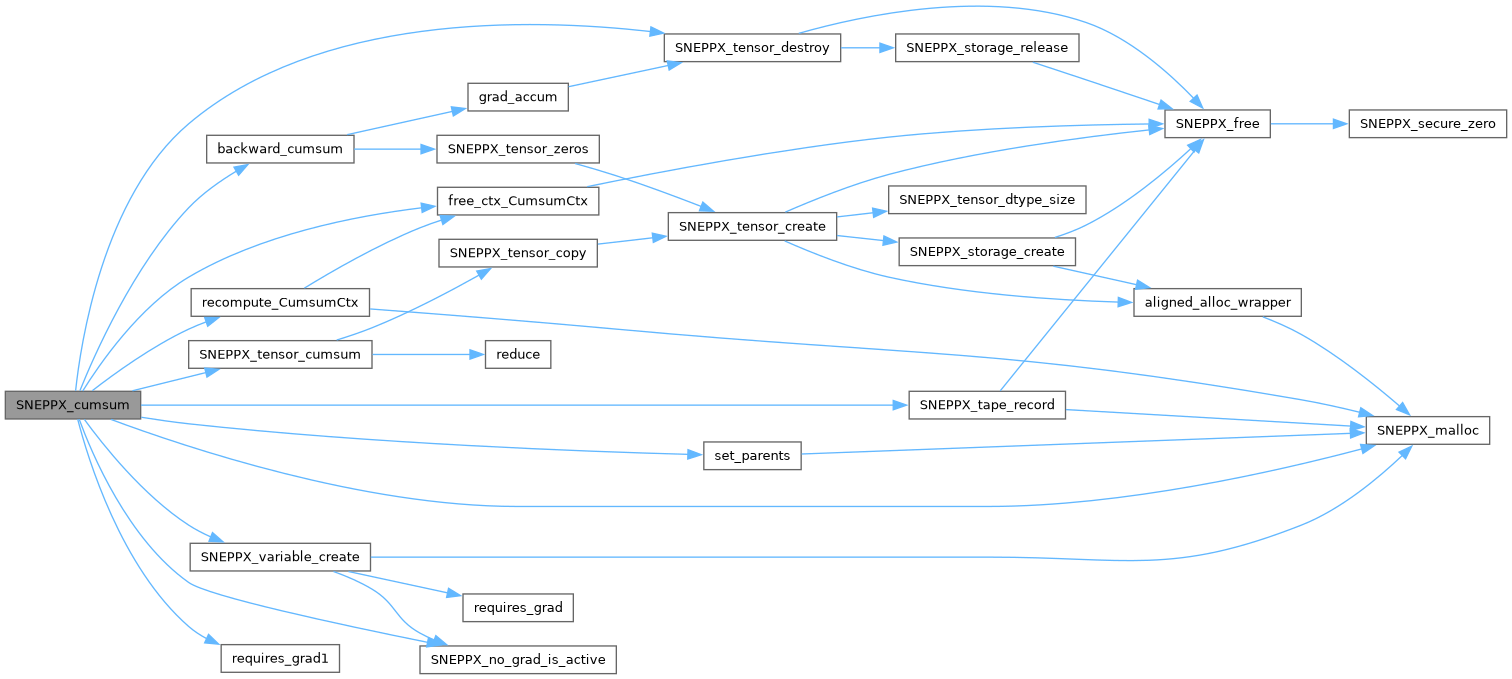 SNEPPX_tensor_destroy
SNEPPX_storage_release
grad_accum
SNEPPX_free
SNEPPX_secure_zero
backward_cumsum
SNEPPX_tensor_zeros
free_ctx_CumsumCtx
SNEPPX_tensor_dtype_size
SNEPPX_tensor_create
SNEPPX_tensor_copy
SNEPPX_storage_create
recompute_CumsumCtx
aligned_alloc_wrapper
SNEPPX_tensor_cumsum
reduce
SNEPPX_cumsum
SNEPPX_tape_record
SNEPPX_malloc
set_parents
SNEPPX_variable_create
requires_grad
requires_grad1
SNEPPX_no_grad_is_active